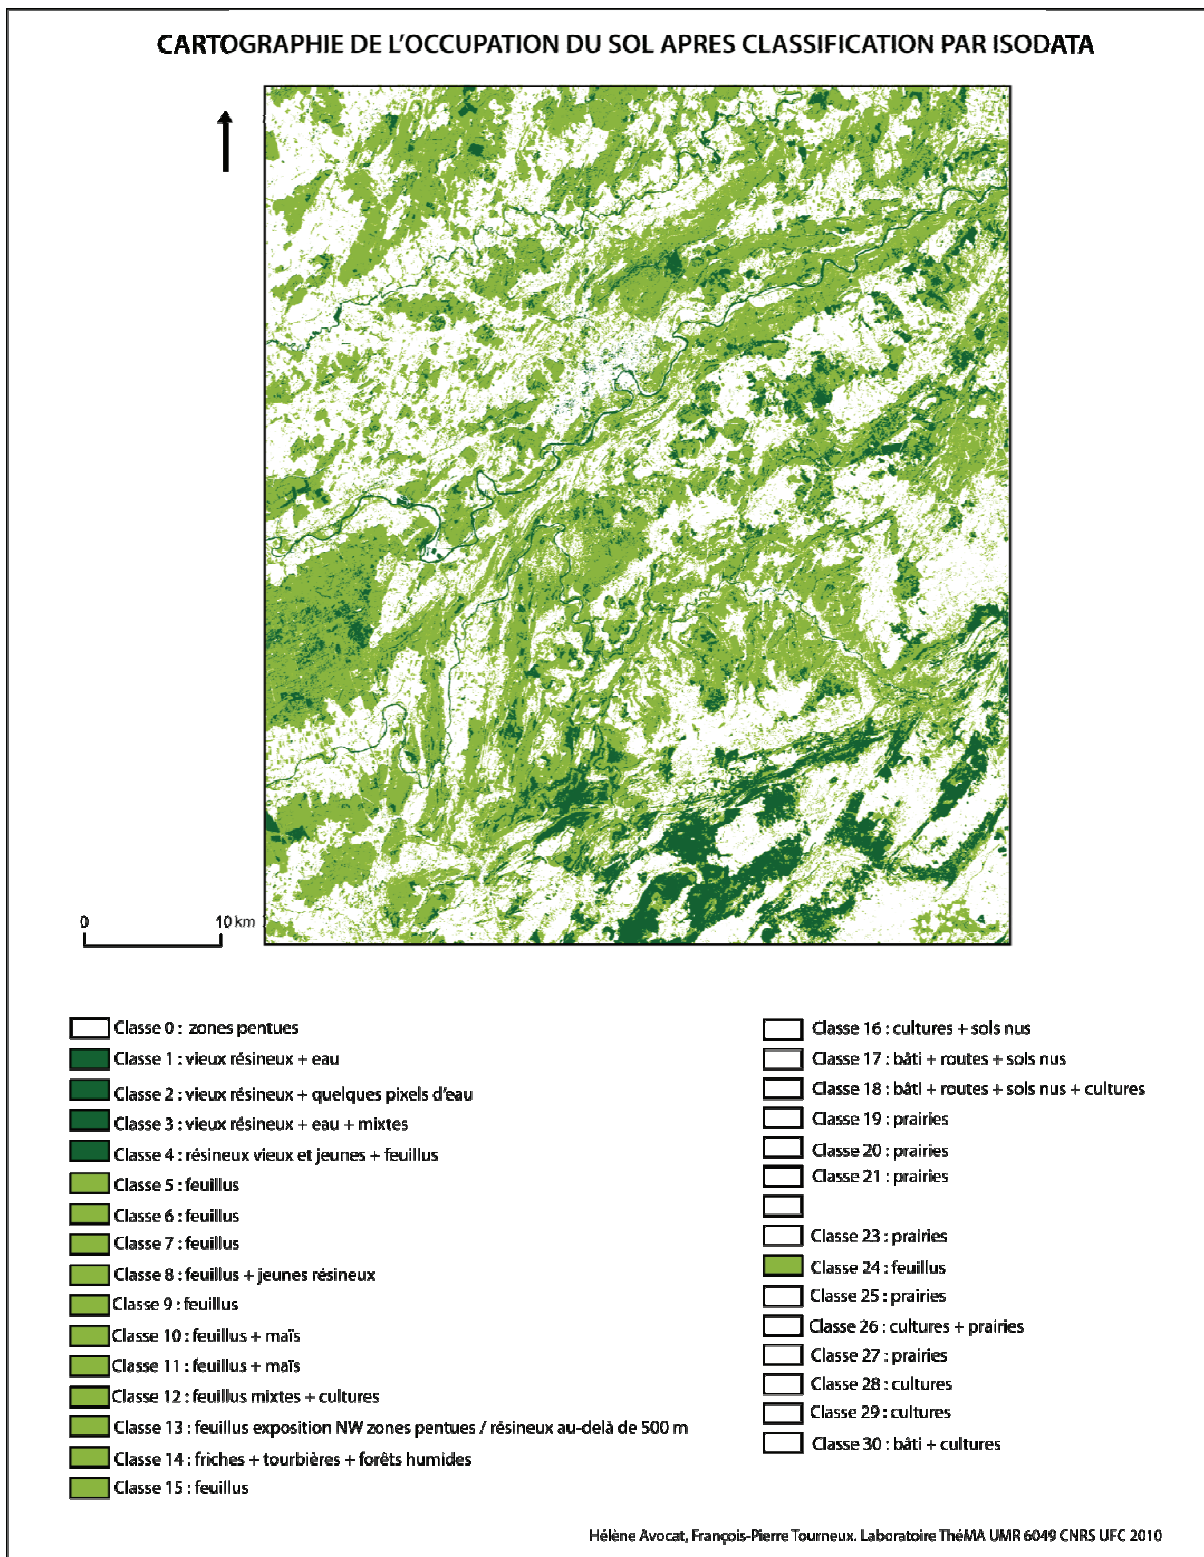 CARTOGRAPHIE DE L'OCCUPATION DU SOL APRES CLASSIFICATION PAR ISODATA
0 10 km
Classe 0 : zones pentues
Classe 1 : vieux résineux + eau
Classe 2 : vieux résineux + quelques pixels d'eau
Classe 3 : vieux résineux + eau + mixtes
Classe 4 : résineux vieux et jeunes + feuillus
Classe 5 : feuillus
Classe 6 : feuillus
Classe 7 : feuillus
Classe 8 : feuillus + jeunes résineux
Classe 9 : feuillus
Classe 10 : feuillus + maïs
Classe 11 : feuillus + maïs
Classe 12 : feuillus mixtes + cultures
Classe 13 : feuillus exposition NW zones pentues / résineux au-delà de 500 m
Classe 14 : friches + tourbières + forêts humides
Classe 15 : feuillus
Classe 16 : cultures + sols nus
Classe 17 : bâti + routes + sols nus
Classe 18 : bâti + routes + sols nus + cultures
Classe 19 : prairies
Classe 20 : prairies
Classe 21 : prairies
Classe 23 : prairies
Classe 24 : feuillus
Classe 25 : prairies
Classe 26 : cultures + prairies
Classe 27 : prairies
Classe 28 : cultures
Classe 29 : cultures
Classe 30 : bâti + cultures
Hélène Avocat, François-Pierre Tourneux. Laboratoire ThéMA UMR 6049 CNRS UFC 2010